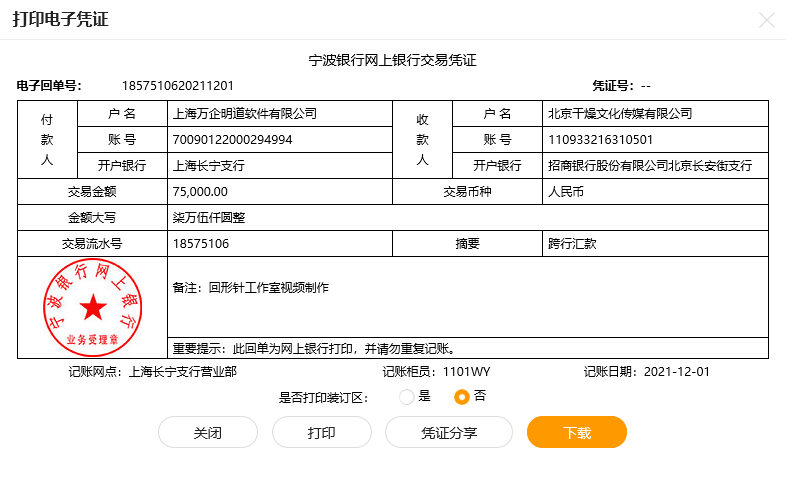 打印电子凭证
宁波银行网上银行交易凭证
电子回单号： 1857510620211201 凭证号： --
付款人 户 名 上海万企明道软件有限公司 收款人 户 名 北京干燥文化传媒有限公司
账 号 70090122000294994 账 号 110933216310501
开户银行 上海长宁支行 开户银行 招商银行股份有限公司北京长安街支行
交易金额 75,000.00 交易币种 人民币
金额大写 柒万伍仟圆整
交易流水号 18575106 摘要 跨行汇款
宁波银行网上银行
业务受理章
备注：回形针工作室视频制作
重要提示：此回单为网上银行打印，并请勿重复记账。
记账网点：上海长宁支行营业部 记账柜员：1101WY 记账日期：2021-12-01
是否打印装订区： 是 否
关闭 打印 凭证分享 下载